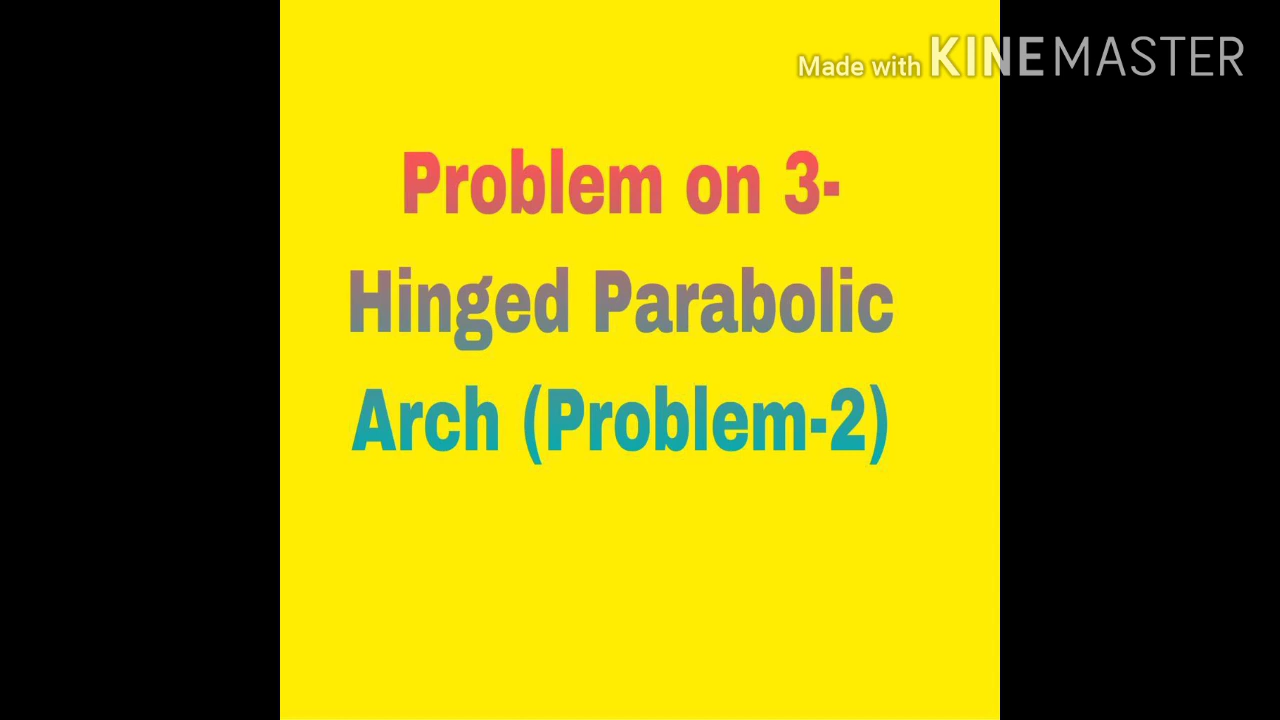 Made with KINEMASTER
Problem on 3-
Hinged Parabolic
Arch (Problem-2)